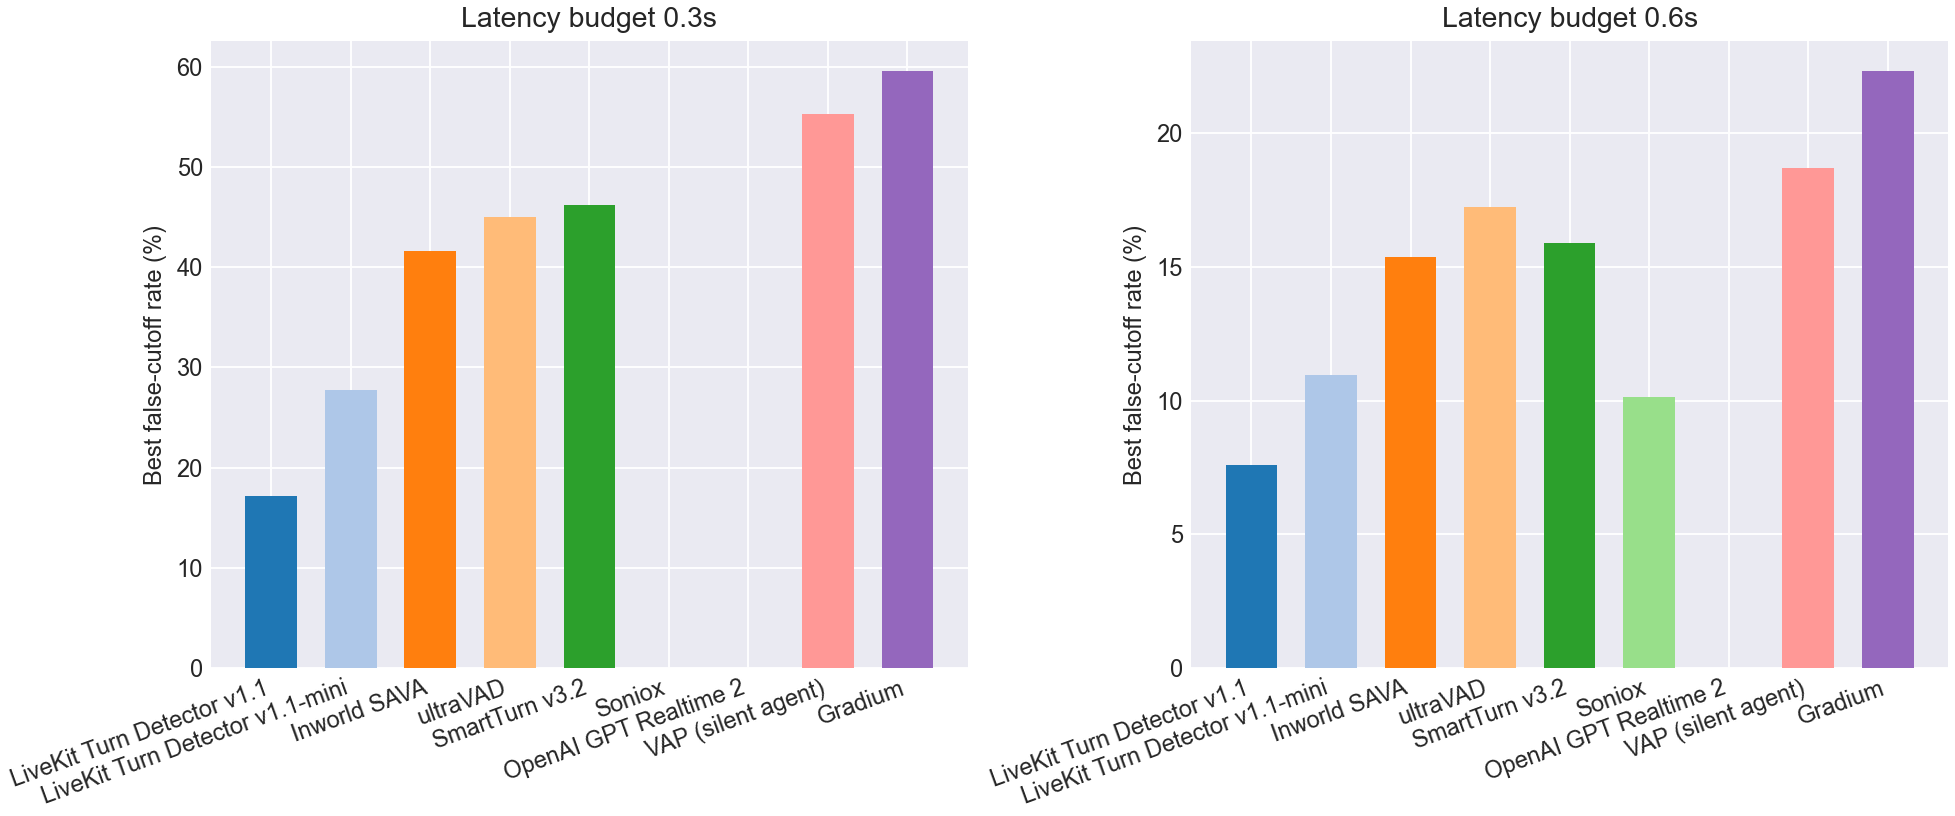 Latency budget 0.3s
Best false-cutoff rate (%)
60
50
40
30
20
10
0
LiveKit Turn Detector v1.1
LiveKit Turn Detector v1.1-mini
Inworld SAVA
ultraVAD
SmartTurn v3.2
Soniox
OpenAI GPT Realtime 2
VAP (silent agent)
Gradium
Latency budget 0.6s
Best false-cutoff rate (%)
20
15
10
5
0
LiveKit Turn Detector v1.1
LiveKit Turn Detector v1.1-mini
Inworld SAVA
ultraVAD
SmartTurn v3.2
Soniox
OpenAI GPT Realtime 2
VAP (silent agent)
Gradium